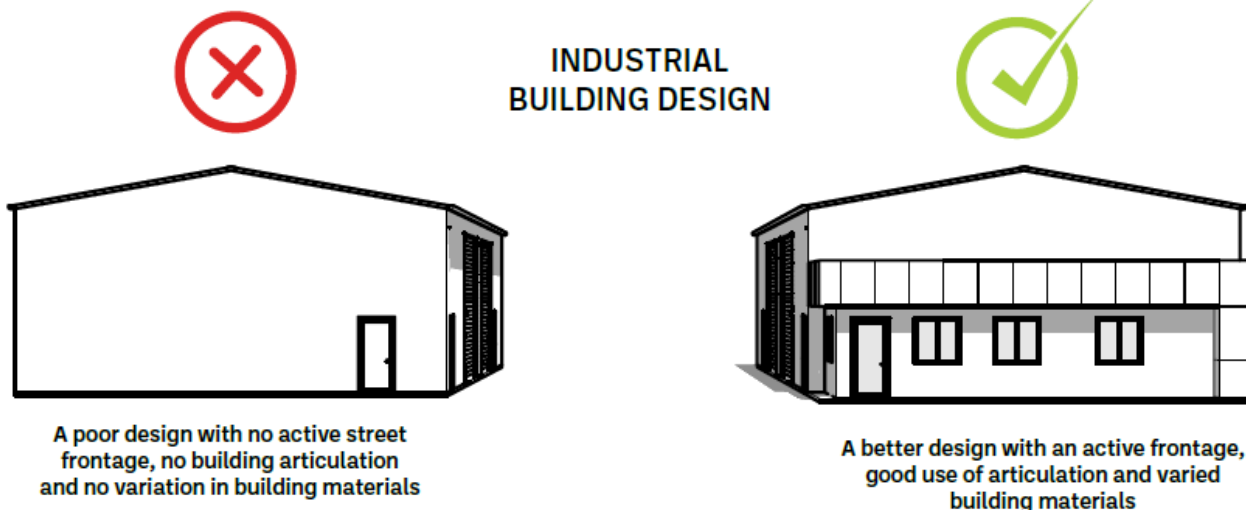 INDUSTRIAL
BUILDING DESIGN
A poor design with no active street
frontage, no building articulation
and no variation in building materials
A better design with an active frontage,
good use of articulation and varied
building materials